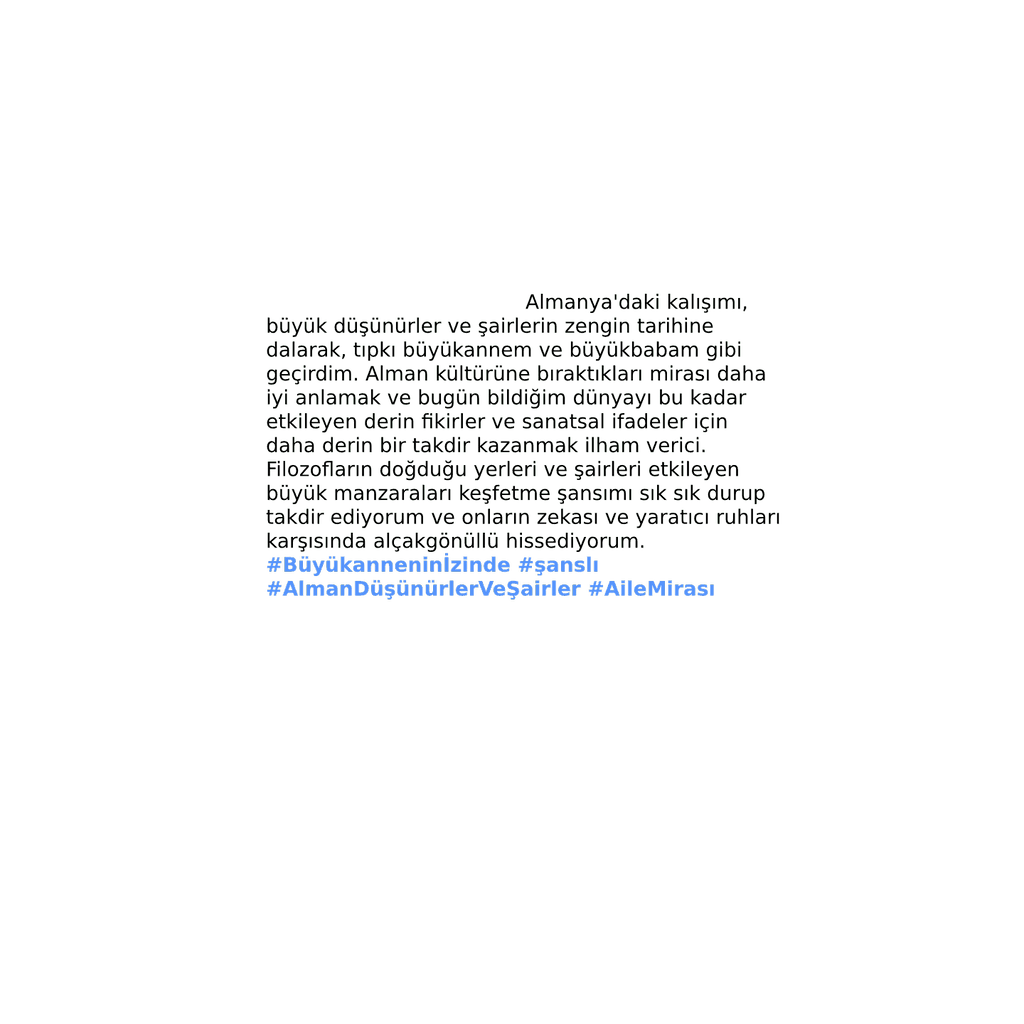 Almanya'daki kalışımı,
büyük düşünürler ve şairlerin zengin tarihine
dalarak, tıpkı büyükannem ve büyükbabam gibi
geçirdim. Alman kültürüne bıraktıkları mirası daha
iyi anlamak ve bugün bildiğim dünyayı bu kadar
etkileyen derin fikirler ve sanatsal ifadeler için
daha derin bir takdir kazanmak ilham verici.
Filozofların doğduğu yerleri ve şairleri etkileyen
büyük manzaraları keşfetme şansımı sık sık durup
takdir ediyorum ve onların zekası ve yaratıcı ruhları
karşısında alçakgönüllü hissediyorum.
#Büyükanneninİzinde #şanslı
#AlmanDüşünürlerVeŞairler #AileMirası